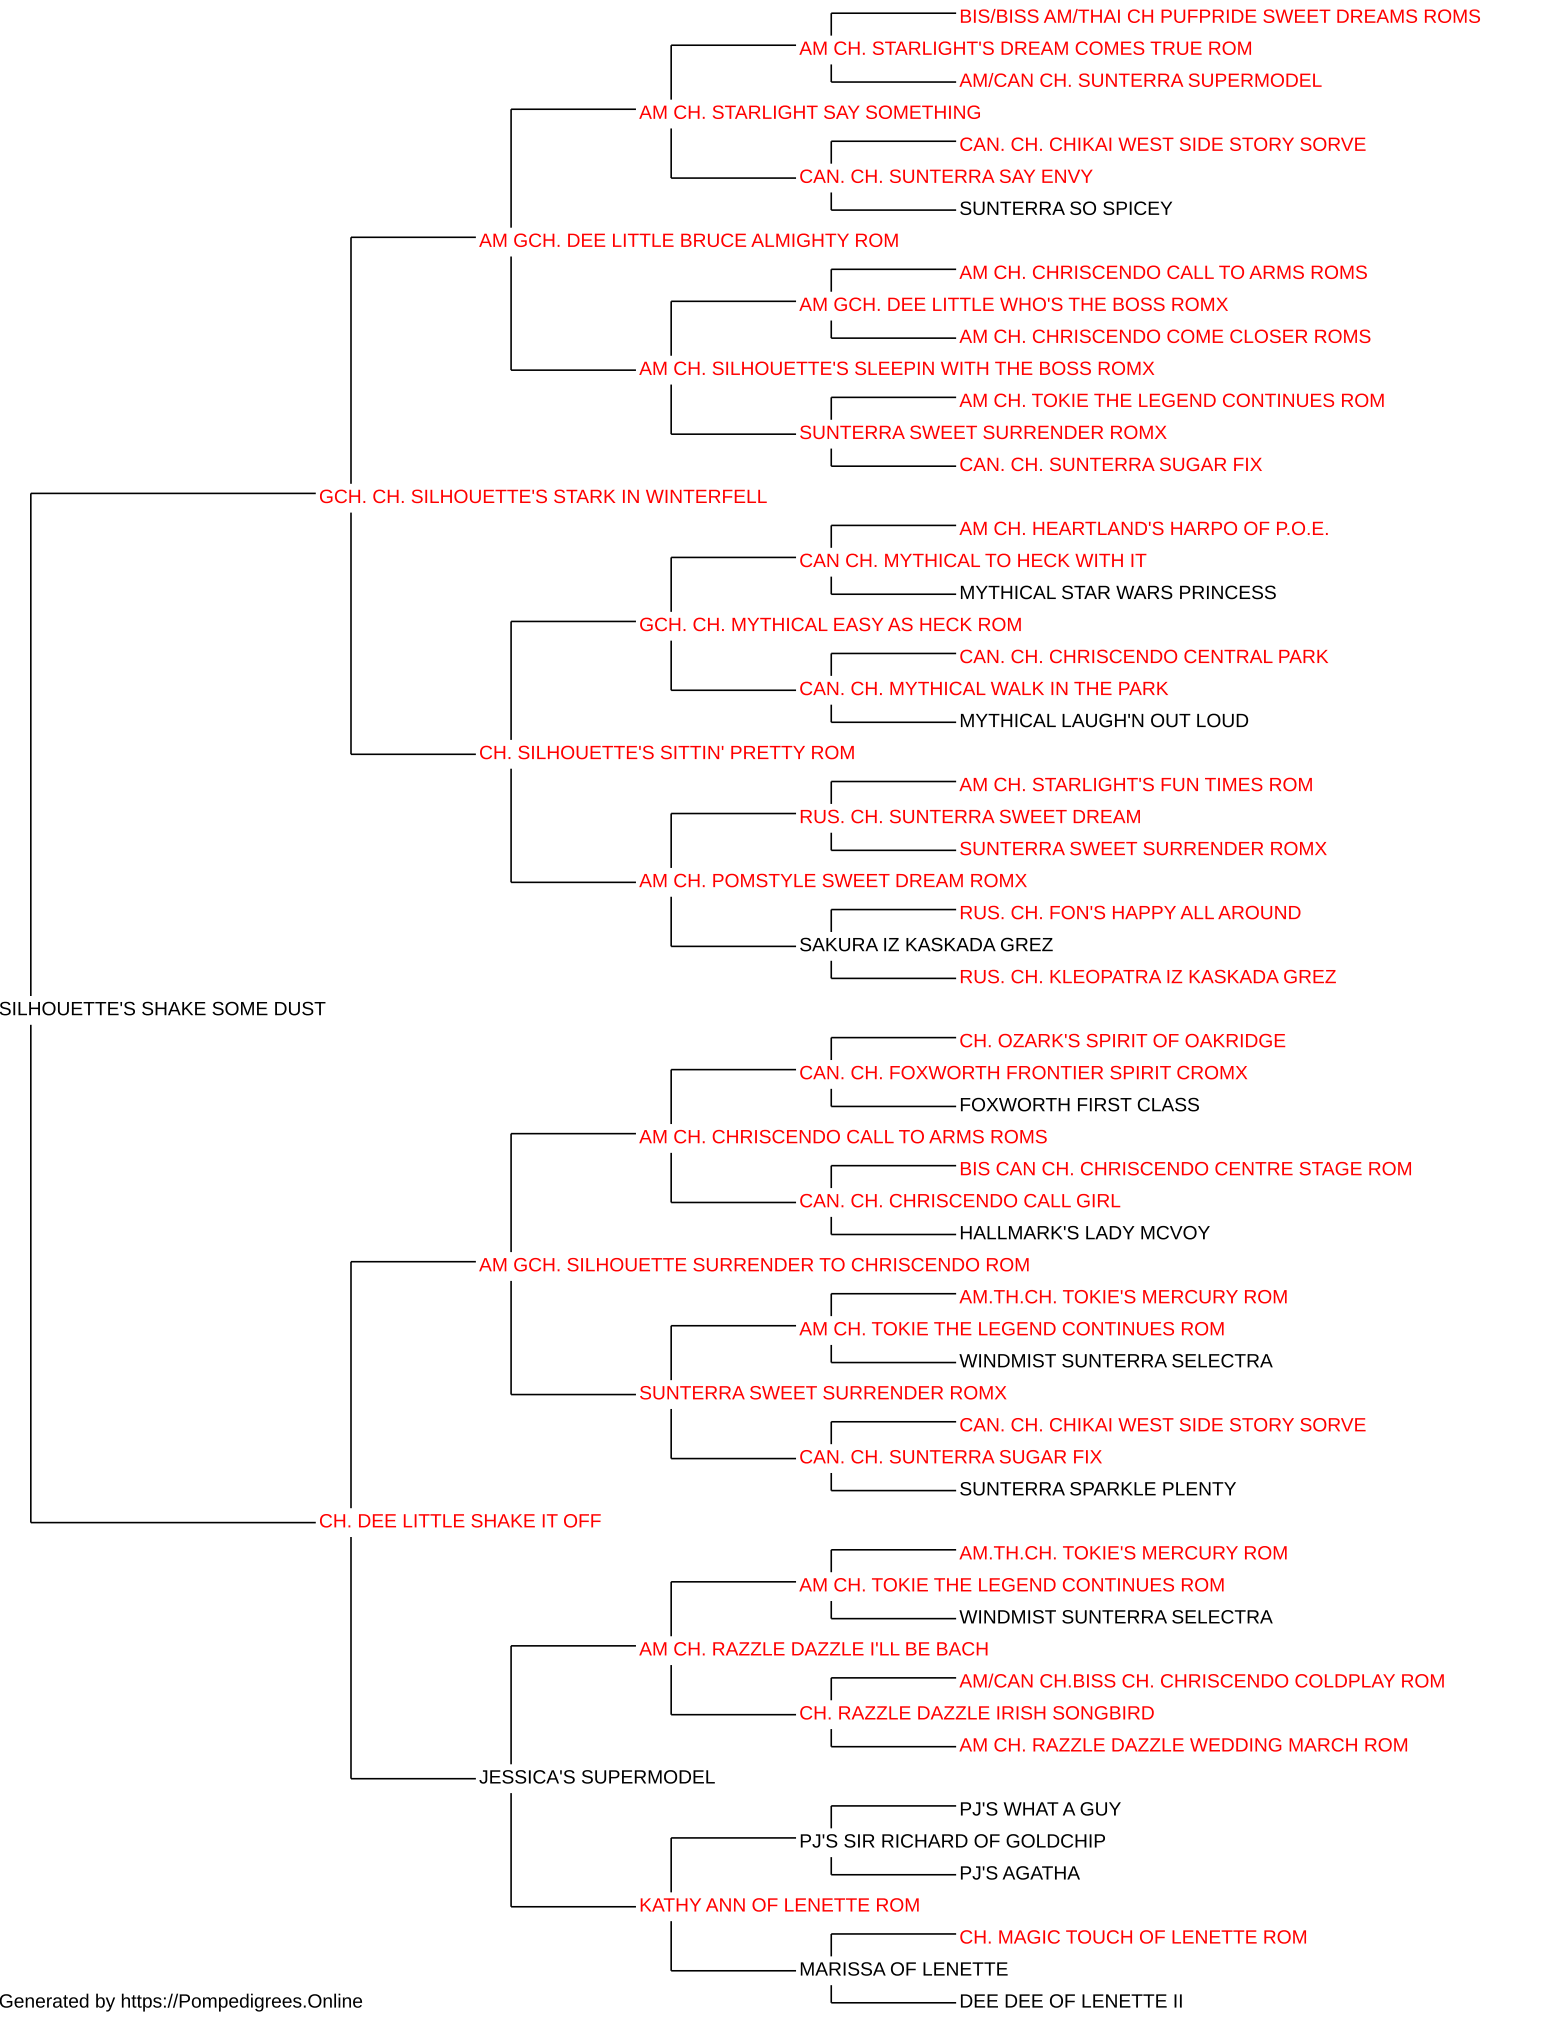 BIS/BISS AM/THAI CH PUFPRIDE SWEET DREAMS ROMS
AM CH. STARLIGHT'S DREAM COMES TRUE ROM
AM/CAN CH. SUNTERRA SUPERMODEL
AM CH. STARLIGHT SAY SOMETHING
CAN. CH. CHIKAI WEST SIDE STORY SORVE
CAN. CH. SUNTERRA SAY ENVY
SUNTERRA SO SPICEY
AM GCH. DEE LITTLE BRUCE ALMIGHTY ROM
AM CH. CHRISCENDO CALL TO ARMS ROMS
AM GCH. DEE LITTLE WHO'S THE BOSS ROMX
AM CH. CHRISCENDO COME CLOSER ROMS
AM CH. SILHOUETTE'S SLEEPIN WITH THE BOSS ROMX
AM CH. TOKIE THE LEGEND CONTINUES ROM
SUNTERRA SWEET SURRENDER ROMX
CAN. CH. SUNTERRA SUGAR FIX
GCH. CH. SILHOUETTE'S STARK IN WINTERFELL
AM CH. HEARTLAND'S HARPO OF P.O.E.
CAN CH. MYTHICAL TO HECK WITH IT
MYTHICAL STAR WARS PRINCESS
GCH. CH. MYTHICAL EASY AS HECK ROM
CAN. CH. CHRISCENDO CENTRAL PARK
CAN. CH. MYTHICAL WALK IN THE PARK
MYTHICAL LAUGH'N OUT LOUD
CH. SILHOUETTE'S SITTIN' PRETTY ROM
AM CH. STARLIGHT'S FUN TIMES ROM
RUS. CH. SUNTERRA SWEET DREAM
SUNTERRA SWEET SURRENDER ROMX
AM CH. POMSTYLE SWEET DREAM ROMX
RUS. CH. FON'S HAPPY ALL AROUND
SAKURA IZ KASKADA GREZ
RUS. CH. KLEOPATRA IZ KASKADA GREZ
SILHOUETTE'S SHAKE SOME DUST
CH. OZARK'S SPIRIT OF OAKRIDGE
CAN. CH. FOXWORTH FRONTIER SPIRIT CROMX
FOXWORTH FIRST CLASS
AM CH. CHRISCENDO CALL TO ARMS ROMS
BIS CAN CH. CHRISCENDO CENTRE STAGE ROM
CAN. CH. CHRISCENDO CALL GIRL
HALLMARK'S LADY MCVOY
AM GCH. SILHOUETTE SURRENDER TO CHRISCENDO ROM
AM.TH.CH. TOKIE'S MERCURY ROM
AM CH. TOKIE THE LEGEND CONTINUES ROM
WINDMIST SUNTERRA SELECTRA
SUNTERRA SWEET SURRENDER ROMX
CAN. CH. CHIKAI WEST SIDE STORY SORVE
CAN. CH. SUNTERRA SUGAR FIX
SUNTERRA SPARKLE PLENTY
CH. DEE LITTLE SHAKE IT OFF
AM.TH.CH. TOKIE'S MERCURY ROM
AM CH. TOKIE THE LEGEND CONTINUES ROM
WINDMIST SUNTERRA SELECTRA
AM CH. RAZZLE DAZZLE I'LL BE BACH
AM/CAN CH.BISS CH. CHRISCENDO COLDPLAY ROM
CH. RAZZLE DAZZLE IRISH SONGBIRD
AM CH. RAZZLE DAZZLE WEDDING MARCH ROM
JESSICA'S SUPERMODEL
PJ'S WHAT A GUY
PJ'S SIR RICHARD OF GOLDCHIP
PJ'S AGATHA
KATHY ANN OF LENETTE ROM
CH. MAGIC TOUCH OF LENETTE ROM
MARISSA OF LENETTE
DEE DEE OF LENETTE II
Generated by https://Pompedigrees.Online